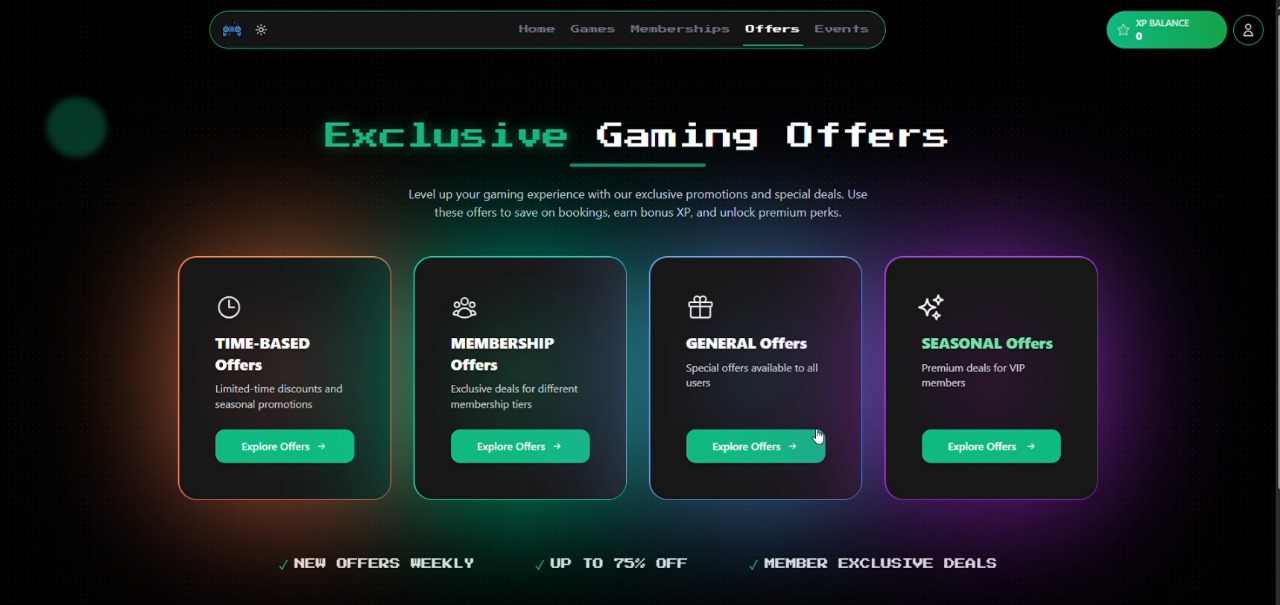 Home Games Memberships Offers Events
XP BALANCE
0
Exclusive Gaming Offers
Level up your gaming experience with our exclusive promotions and special deals. Use
these offers to save on bookings, earn bonus XP, and unlock premium perks.
TIME-BASED
Offers
Limited-time discounts and
seasonal promotions
Explore Offers →
MEMBERSHIP
Offers
Exclusive deals for different
membership tiers
Explore Offers →
GENERAL Offers
Special offers available to all
users
Explore Offers →
SEASONAL Offers
Premium deals for VIP
members
Explore Offers →
✓ NEW OFFERS WEEKLY
✓ UP TO 75% OFF
✓ MEMBER EXCLUSIVE DEALS